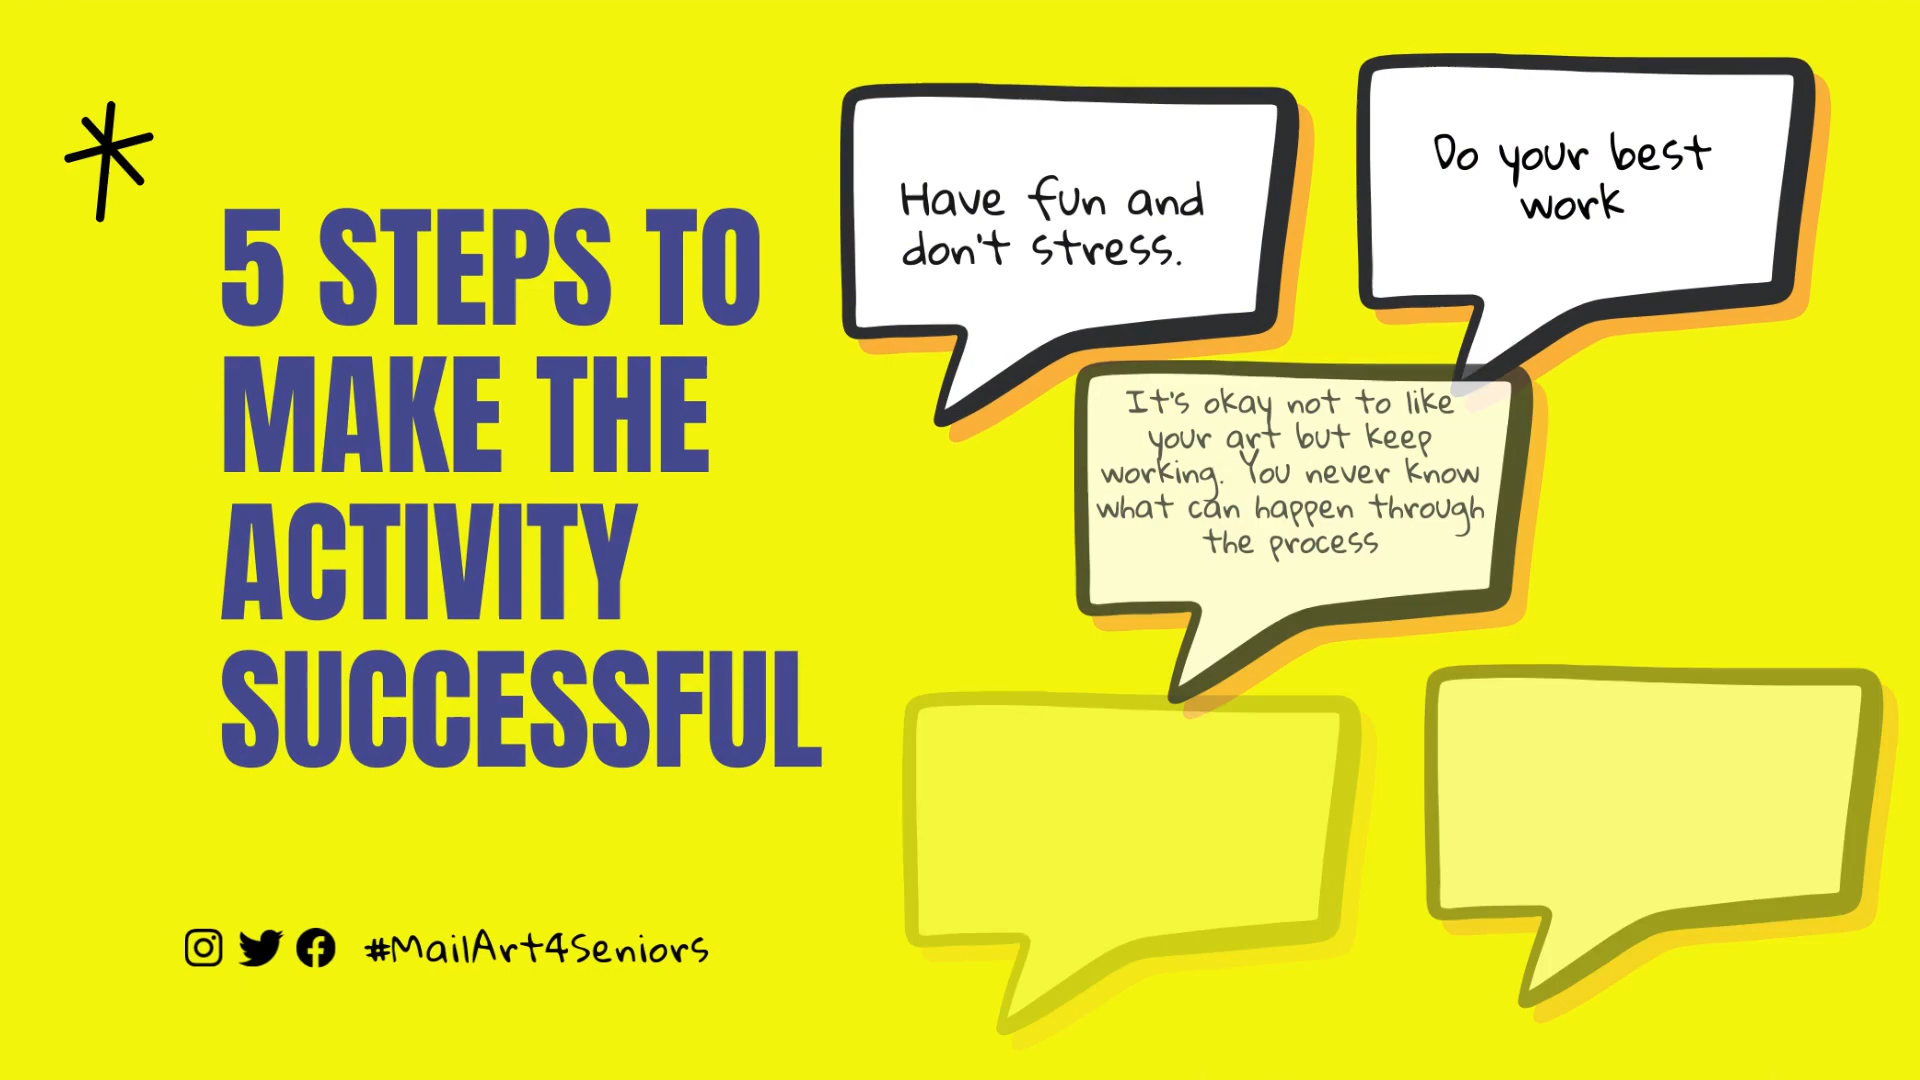 5 STEPS TO
MAKE THE
ACTIVITY
SUCCESSFUL
Have fun and
don't stress.
Do your best
work
It's okay not to like
your art but keep
working. You never know
what can happen through
the process
#MailArt4Seniors